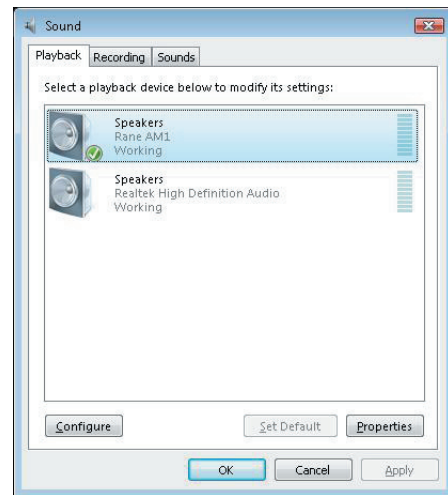 Sound
Playback Recording Sounds
Select a playback device below to modify its settings:
Speakers
Rane AM1
Working
Speakers
Realtek High Definition Audio
Working
Configure Set Default Properties
OK Cancel Apply